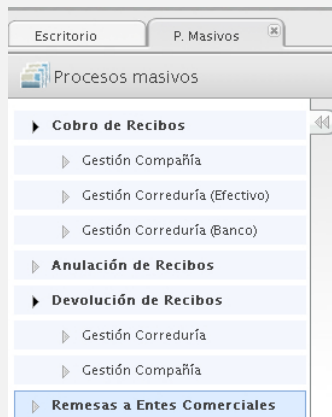 Escritorio
P. Masivos
Procesos masivos
Cobro de Recibos
Gestión Compañía
Gestión Correduría (Efectivo)
Gestión Correduría (Banco)
Anulación de Recibos
Devolución de Recibos
Gestión Correduría
Gestión Compañía
Remesas a Entes Comerciales